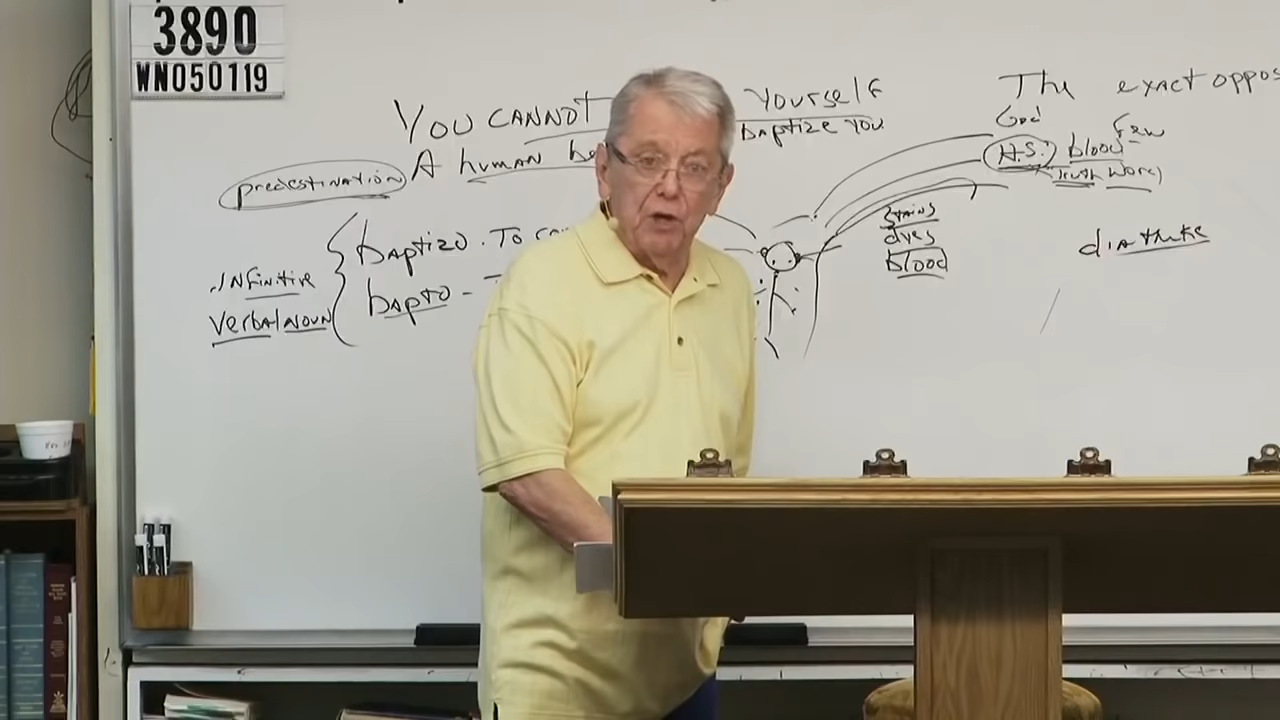 3890
WN050119
YOU CANNOT YourselF
A human baptize You
predestination
baptizo . To
bapto -
.INfinitive
Verbal NOUN
The exact oppos
God
H.S. blood
Truth Word
stains
dyes
blood
diatheke